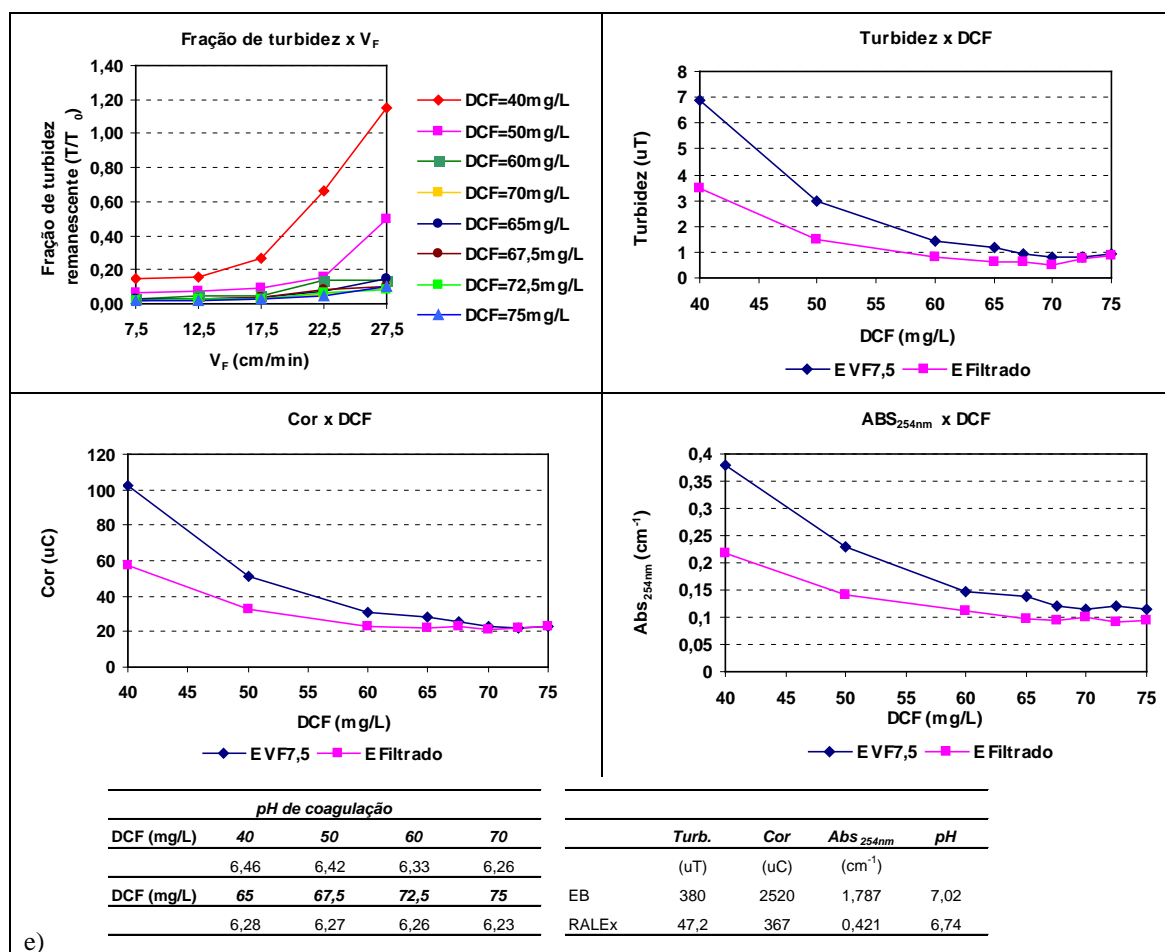 Fração de turbidez x VF
Fração de turbidez
remanescente (T/T0)
1,40
1,20
1,00
0,80
0,60
0,40
0,20
0,00
7,5 12,5 17,5 22,5 27,5
VF (cm/min)
DCF=40mg/L
DCF=50mg/L
DCF=60mg/L
DCF=70mg/L
DCF=65mg/L
DCF=67,5mg/L
DCF=72,5mg/L
DCF=75mg/L
Turbidez x DCF
Turbidez (uT)
8
7
6
5
4
3
2
1
0
40 45 50 55 60 65 70 75
DCF (mg/L)
EVF7,5 EFiltrado
Cor x DCF
Cor (uC)
120
100
80
60
40
20
0
40 45 50 55 60 65 70 75
DCF (mg/L)
EVF7,5 EFiltrado
ABS254nm x DCF
Abs254nm (cm-1)
0,4
0,35
0,3
0,25
0,2
0,15
0,1
0,05
0
40 45 50 55 60 65 70 75
DCF (mg/L)
EVF7,5 EFiltrado
pH de coagulação
DCF (mg/L) 40 50 60 70
6,46 6,42 6,33 6,26
DCF (mg/L) 65 67,5 72,5 75
6,28 6,27 6,26 6,23
Turb. Cor Abs254nm pH
(uT) (uC) (cm-1)
EB 380 2520 1,787 7,02
RALEx 47,2 367 0,421 6,74
e)